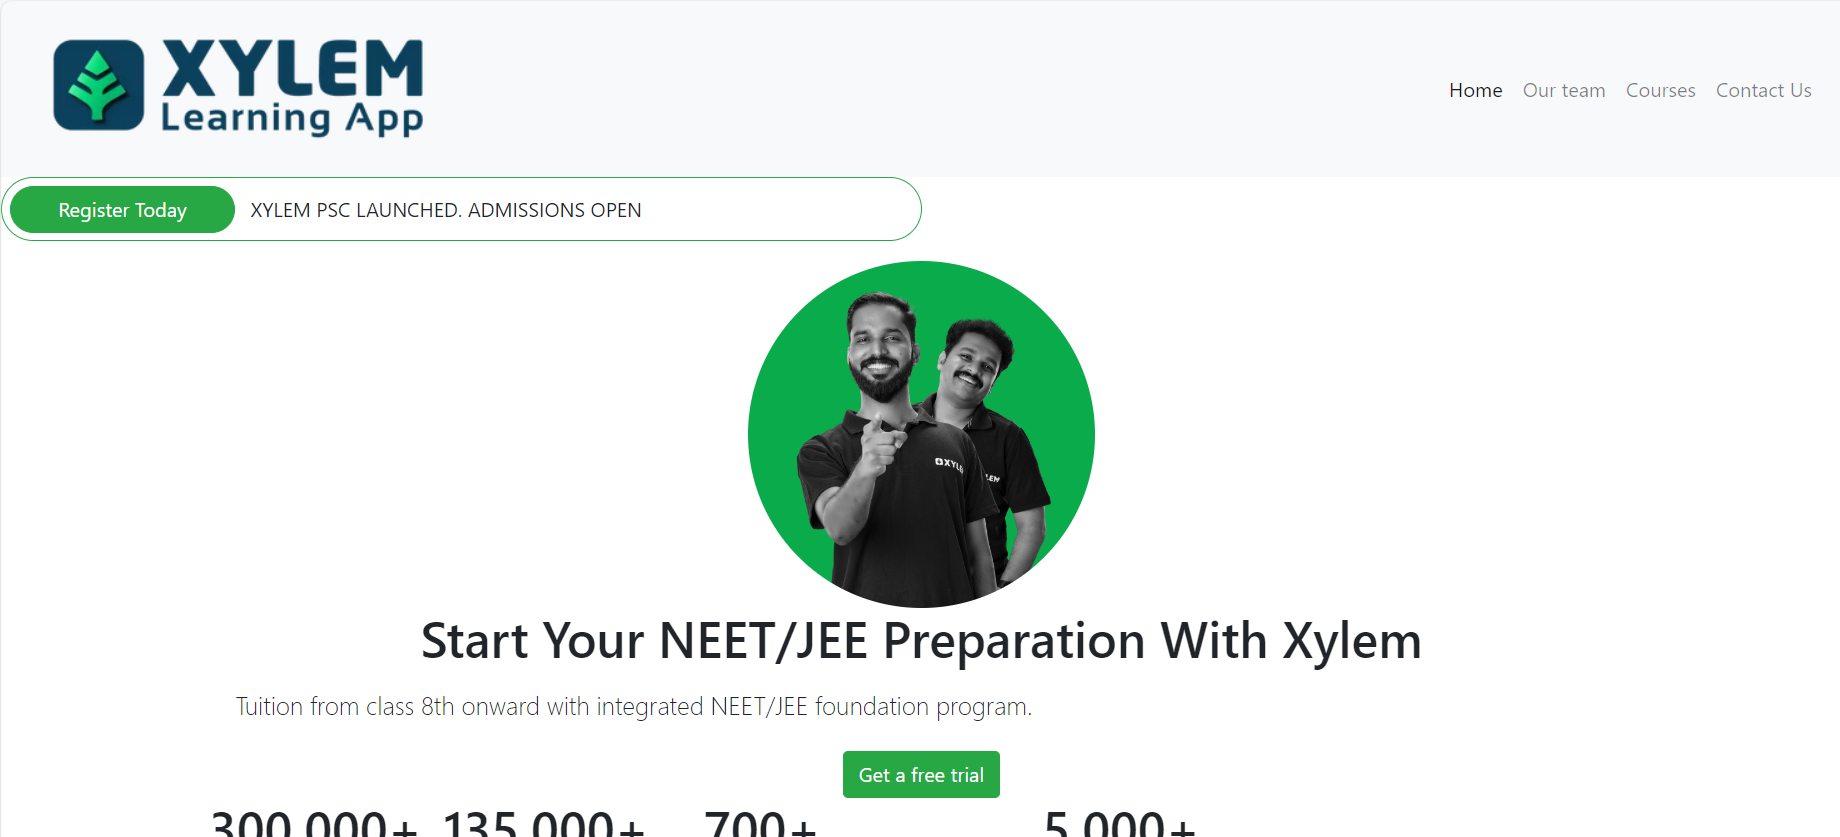 XYLEM
Learning App
Home Our team Courses Contact Us
Register Today XYLEM PSC LAUNCHED. ADMISSIONS OPEN
XYLE
LEM
Start Your NEET/JEE Preparation With Xylem
Tuition from class 8th onward with integrated NEET/JEE foundation program.
Get a free trial
300,000+ 135,000+ 700+ 5,000+